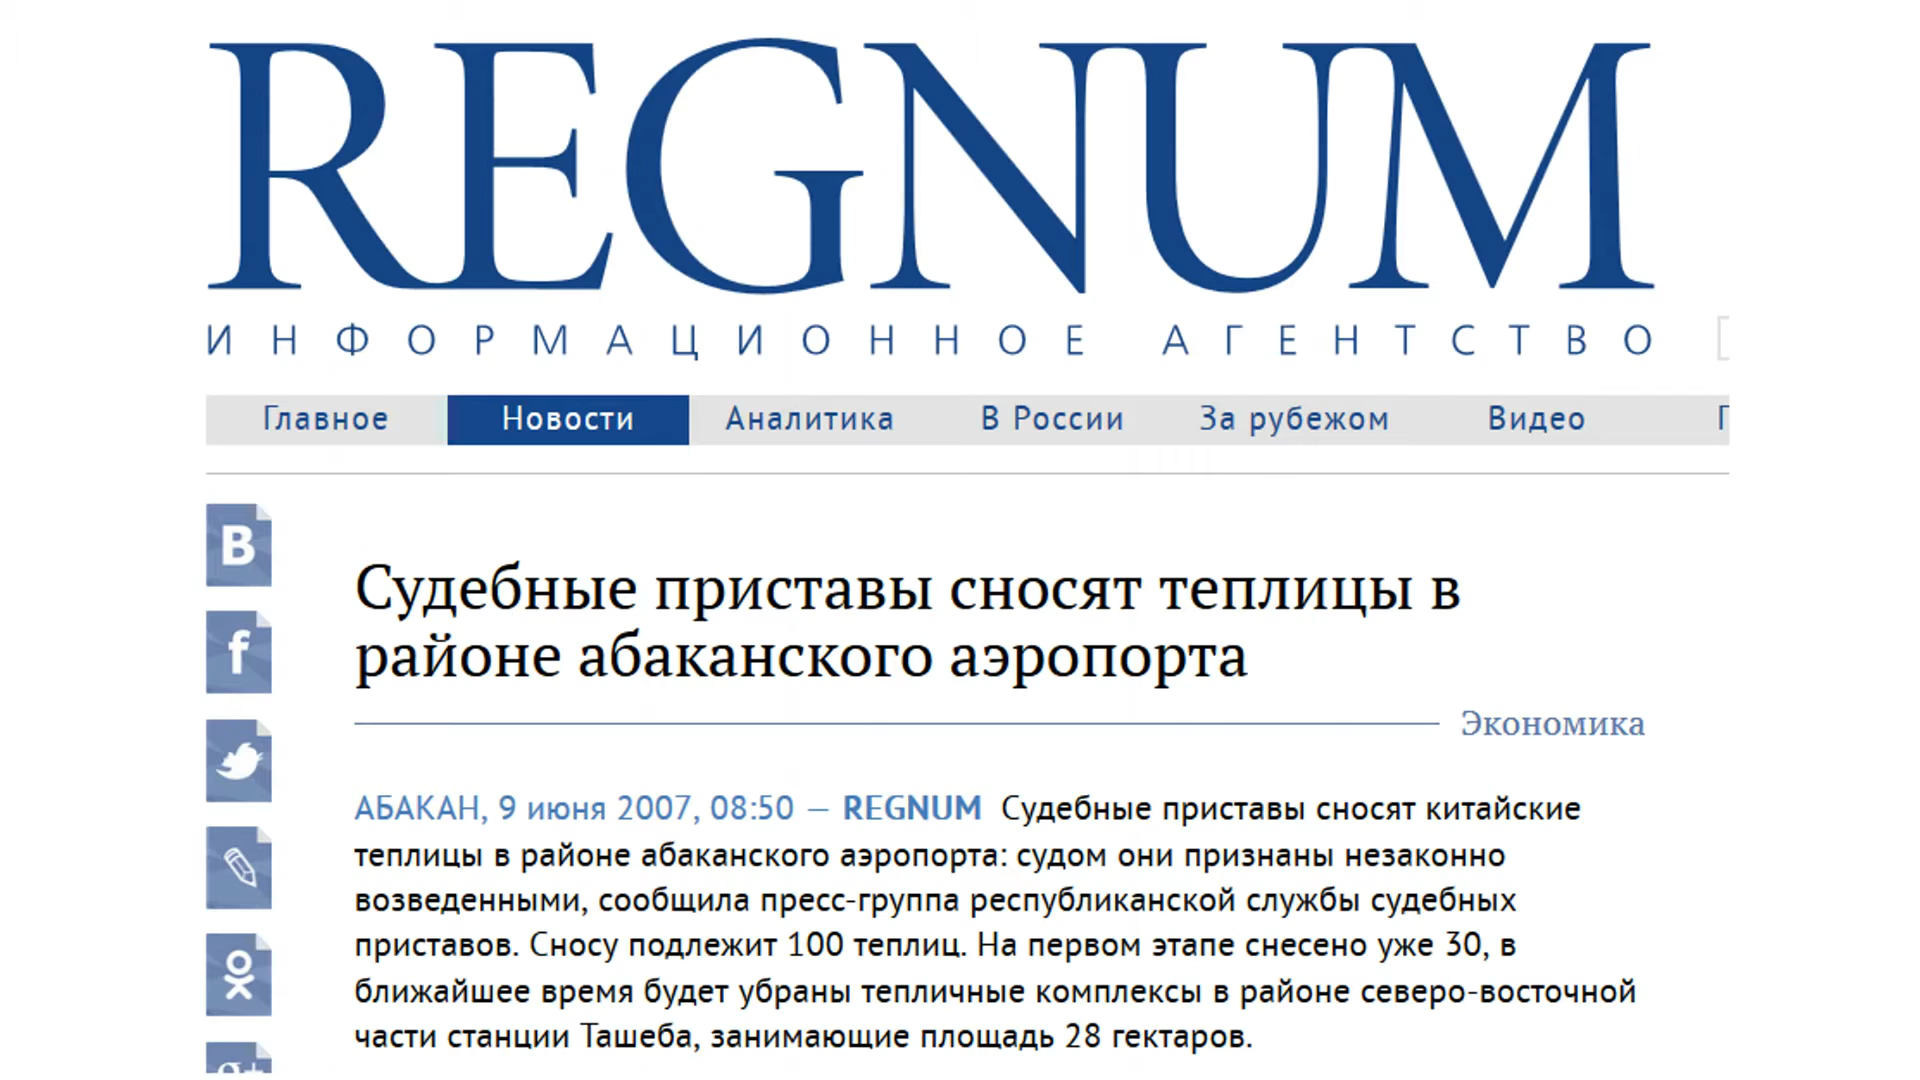 REGNUM
ИНФОРМАЦИОННОЕ АГЕНТСТВО
Главное Новости Аналитика В России За рубежом Видео
Судебные приставы сносят теплицы в
районе абаканского аэропорта
Экономика
АБАКАН, 9 июня 2007, 08:50 — REGNUM Судебные приставы сносят китайские
теплицы в районе абаканского аэропорта: судом они признаны незаконно
возведенными, сообщила пресс-группа республиканской службы судебных
приставов. Сносу подлежит 100 теплиц. На первом этапе снесено уже 30, в
ближайшее время будет убраны тепличные комплексы в районе северо-восточной
части станции Ташеба, занимающие площадь 28 гектаров.